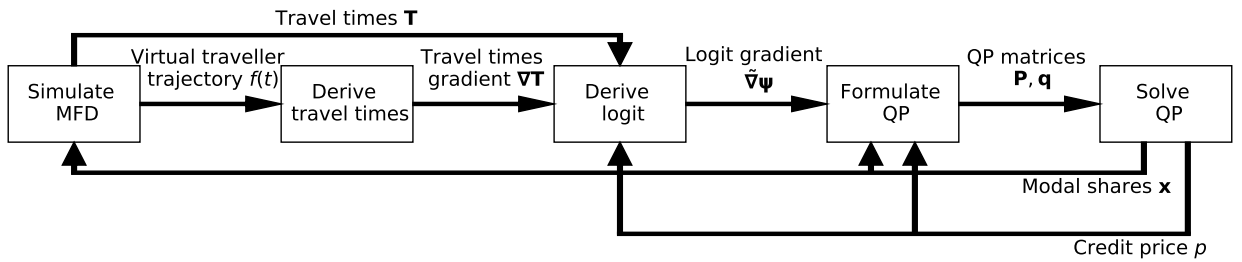 Travel times T
Virtual traveller
trajectory f(t)
Travel times
gradient ∇T
Logit gradient
∇̃ψ
QP matrices
P, q
Simulate
MFD
Derive
travel times
Derive
logit
Formulate
QP
Solve
QP
Modal shares x
Credit price p